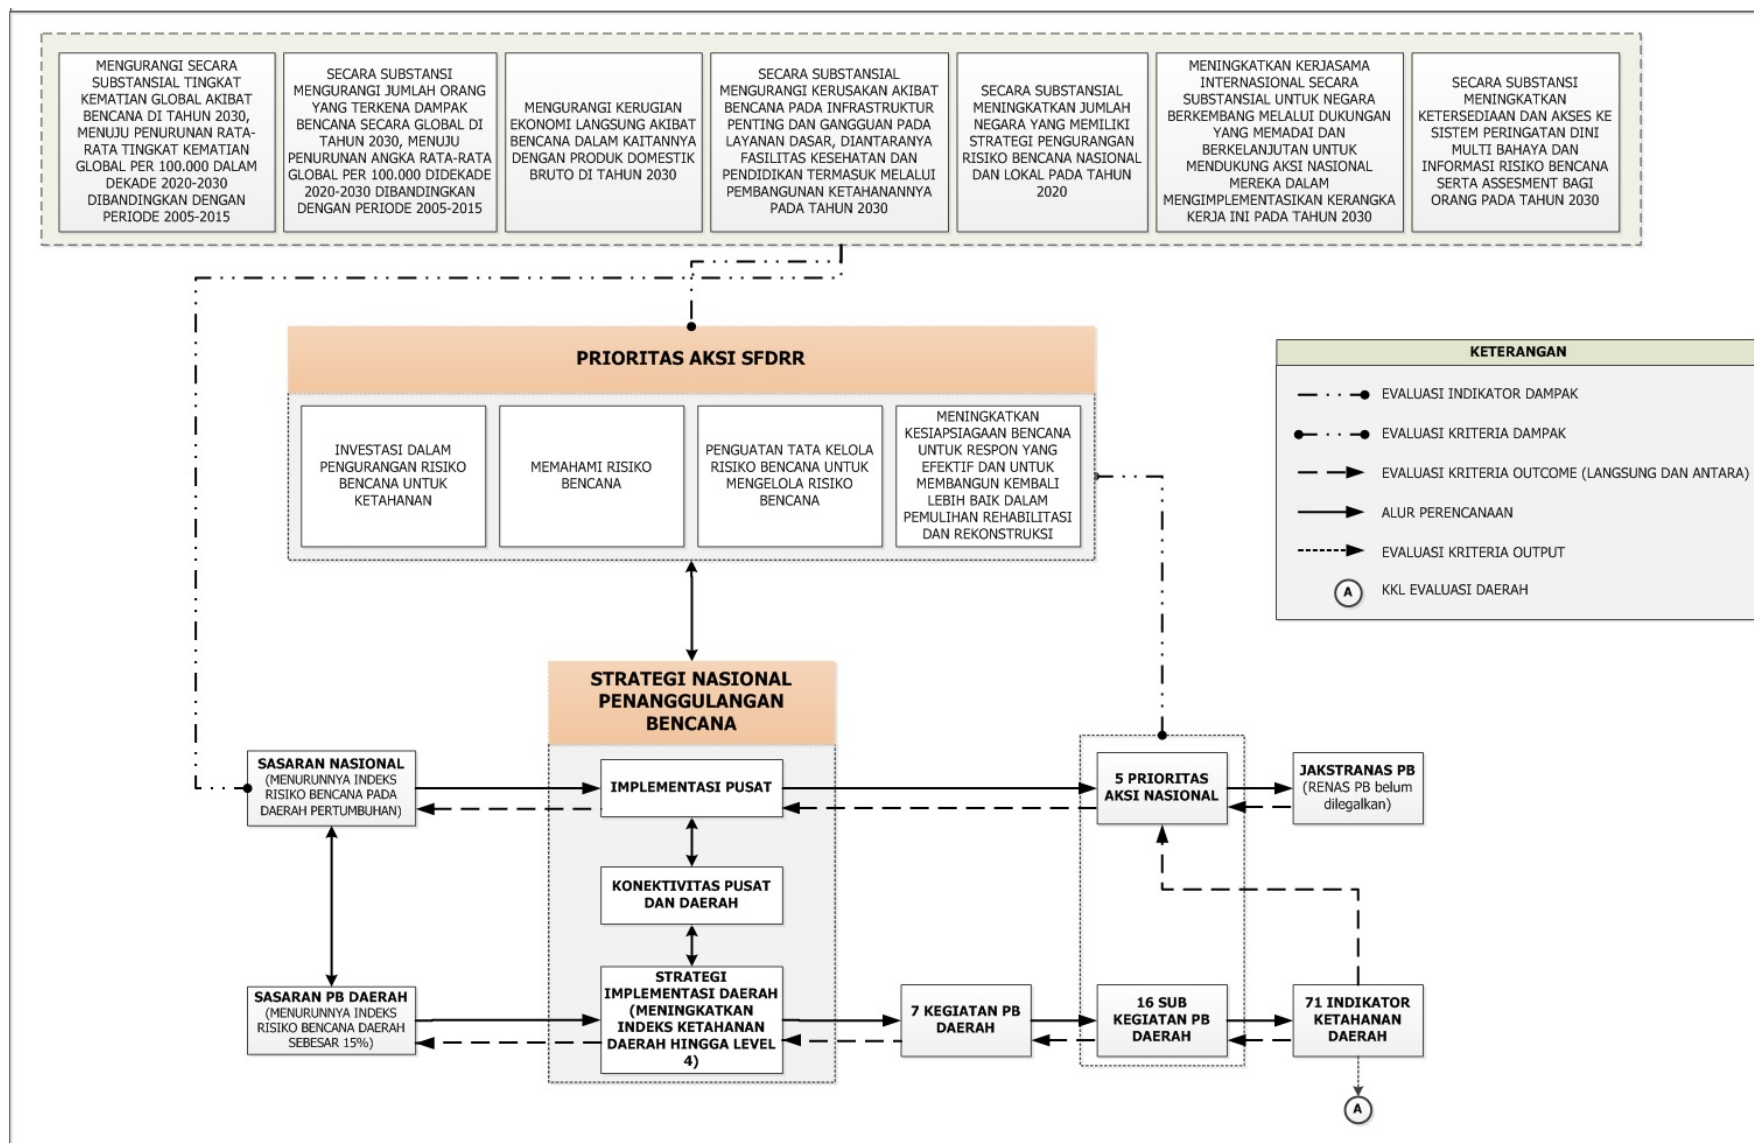 MENGURANGI SECARA
SUBSTANSIAL TINGKAT
KEMATIAN GLOBAL AKIBAT
BENCANA DI TAHUN 2030,
MENUJU PENURUNAN RATA-
RATA TINGKAT KEMATIAN
GLOBAL PER 100.000 DALAM
DEKADE 2020-2030
DIBANDINGKAN DENGAN
PERIODE 2005-2015
SECARA SUBSTANSI
MENGURANGI JUMLAH ORANG
YANG TERKENA DAMPAK
BENCANA SECARA GLOBAL DI
TAHUN 2030, MENUJU
PENURUNAN ANGKA RATA-RATA
GLOBAL PER 100.000 DIDEKADE
2020-2030 DIBANDINGKAN
DENGAN PERIODE 2005-2015
MENGURANGI KERUGIAN
EKONOMI LANGSUNG AKIBAT
BENCANA DALAM KAITANNYA
DENGAN PRODUK DOMESTIK
BRUTO DI TAHUN 2030
SECARA SUBSTANSIAL
MENGURANGI KERUSAKAN AKIBAT
BENCANA PADA INFRASTRUKTUR
PENTING DAN GANGGUAN PADA
LAYANAN DASAR, DIANTARANYA
FASILITAS KESEHATAN DAN
PENDIDIKAN TERMASUK MELALUI
PEMBANGUNAN KETAHANANNYA
PADA TAHUN 2030
SECARA SUBSTANSIAL
MENINGKATKAN JUMLAH
NEGARA YANG MEMILIKI
STRATEGI PENGURANGAN
RISIKO BENCANA NASIONAL
DAN LOKAL PADA TAHUN
2020
MENINGKATKAN KERJASAMA
INTERNASIONAL SECARA
SUBSTANSIAL UNTUK NEGARA
BERKEMBANG MELALUI DUKUNGAN
YANG MEMADAI DAN
BERKELANJUTAN UNTUK
MENDUKUNG AKSI NASIONAL
MEREKA DALAM
MENGIMPLEMENTASIKAN KERANGKA
KERJA INI PADA TAHUN 2030
SECARA SUBSTANSI
MENINGKATKAN
KETERSEDIAAN DAN AKSES KE
SISTEM PERINGATAN DINI
MULTI BAHAYA DAN
INFORMASI RISIKO BENCANA
SERTA ASSESMENT BAGI
ORANG PADA TAHUN 2030
PRIORITAS AKSI SFDRR
INVESTASI DALAM
PENGURANGAN RISIKO
BENCANA UNTUK
KETAHANAN
MEMAHAMI RISIKO
BENCANA
PENGUATAN TATA KELOLA
RISIKO BENCANA UNTUK
MENGELOLA RISIKO
BENCANA
MENINGKATKAN
KESIAPSIAGAAN BENCANA
UNTUK RESPON YANG
EFEKTIF DAN UNTUK
MEMBANGUN KEMBALI
LEBIH BAIK DALAM
PEMULIHAN REHABILITASI
DAN REKONSTRUKSI
KETERANGAN
EVALUASI INDIKATOR DAMPAK
EVALUASI KRITERIA DAMPAK
EVALUASI KRITERIA OUTCOME (LANGSUNG DAN ANTARA)
ALUR PERENCANAAN
EVALUASI KRITERIA OUTPUT
A KKL EVALUASI DAERAH
STRATEGI NASIONAL
PENANGGULANGAN
BENCANA
SASARAN NASIONAL
(MENURUNNYA INDEKS
RISIKO BENCANA PADA
DAERAH PERTUMBUHAN)
IMPLEMENTASI PUSAT
5 PRIORITAS
AKSI NASIONAL
JAKSTRANAS PB
(RENAS PB belum
dilegalkan)
KONEKTIVITAS PUSAT
DAN DAERAH
SASARAN PB DAERAH
(MENURUNNYA INDEKS
RISIKO BENCANA DAERAH
SEBESAR 15%)
STRATEGI
IMPLEMENTASI DAERAH
(MENINGKATKAN
INDEKS KETAHANAN
DAERAH HINGGA LEVEL
4)
7 KEGIATAN PB
DAERAH
16 SUB
KEGIATAN PB
DAERAH
71 INDIKATOR
KETAHANAN
DAERAH
A